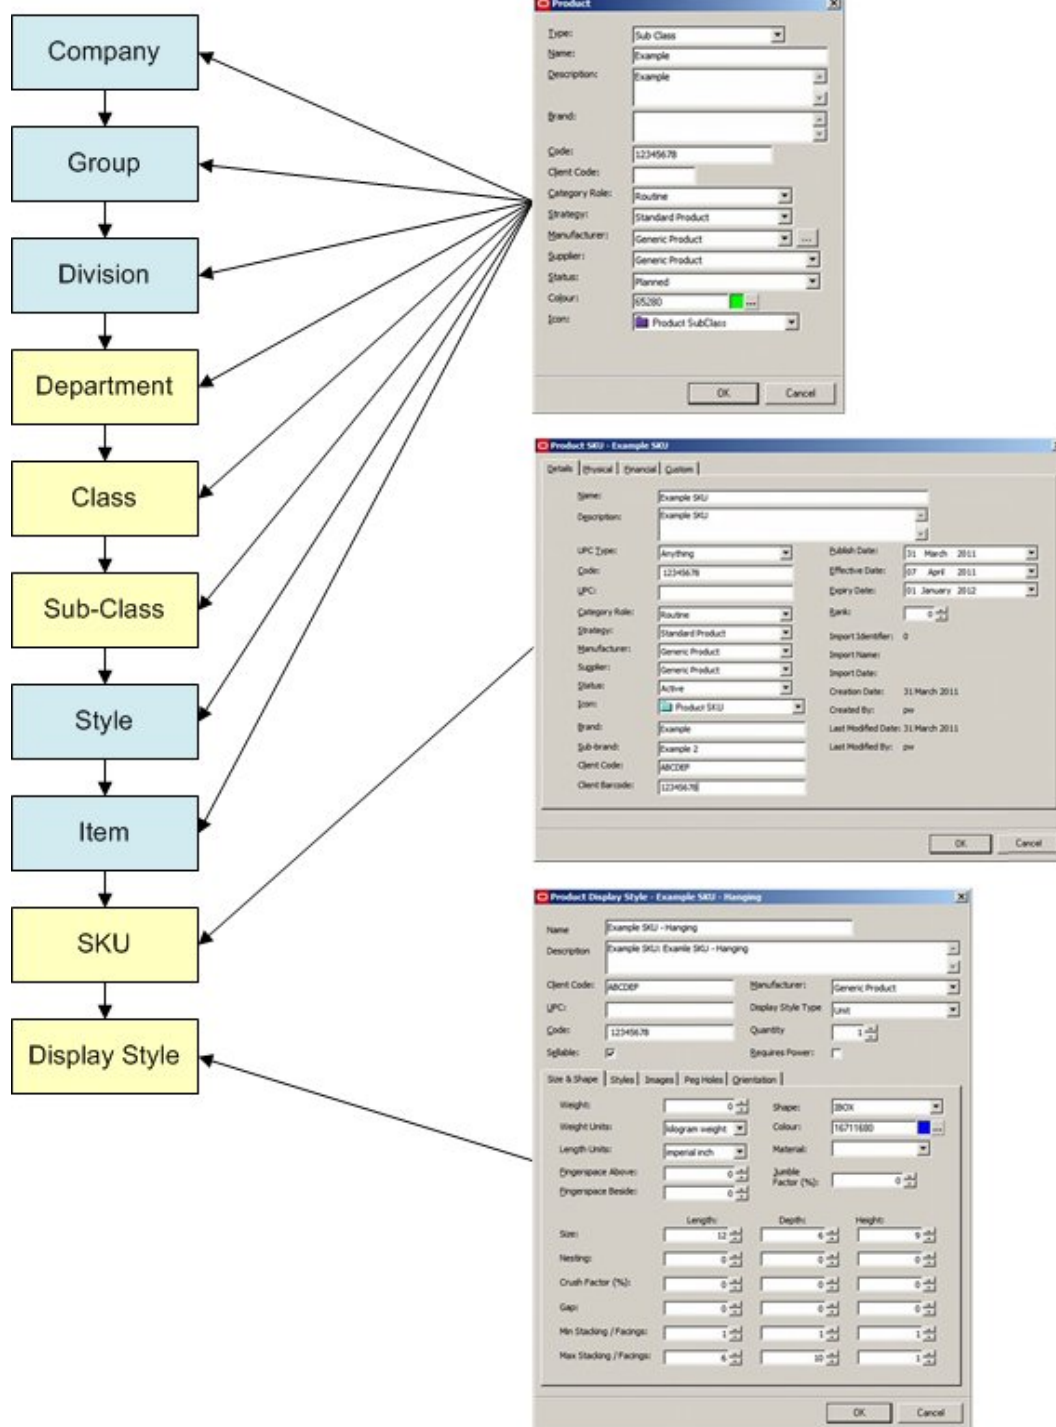 Company
Group
Division
Department
Class
Sub-Class
Style
Item
SKU
Display Style
Product
Type: Sub Class
Name: Example
Description: Example
Brand:
Code: 12345678
Client Code:
Category Role: Routine
Strategy: Standard Product
Manufacturer: Generic Product ...
Supplier: Generic Product
Status: Planned
Colour: 65280 ...
Icon: Product SubClass
OK Cancel
Product SKU - Example SKU
Details Physical Financial Custom
Name: Example SKU
Description: Example SKU
UPC Type: Anything Publish Date: 31 March 2011
Code: 12345678 Effective Date: 07 April 2011
UPC: Expiry Date: 01 January 2012
Category Role: Routine Rank: 0
Strategy: Standard Product Import Identifier: 0
Manufacturer: Generic Product Import Name:
Supplier: Generic Product Import Date:
Status: Active Creation Date: 31 March 2011
Icon: Product SKU Created By: pw
Brand: Example Last Modified Date: 31 March 2011
Sub-brand: Example 2 Last Modified By: pw
Client Code: ABCDEF
Client Barcode: 12345678
OK Cancel
Product Display Style - Example SKU - Hanging
Name Example SKU - Hanging
Description Example SKU: Examle SKU - Hanging
Client Code: ABCDEF Manufacturer: Generic Product
UPC: Display Style Type Unit
Code: 12345678 Quantity 1
Sellable: Requires Power:
Size & Shape Styles Images Peg Holes Orientation
Weight: 0 Shape: IBOX
Weight Units: kilogram weight Colour: 16711680 ...
Length Units: imperial inch Material:
Fingerspace Above: 0 Jumble Factor (%): 0
Fingerspace Beside: 0
Length: Depth: Height:
Size: 12 6 9
Nesting: 0 0 0
Crush Factor (%): 0 0 0
Gap: 0 0 0
Min Stacking / Facings: 1 1 1
Max Stacking / Facings: 6 10 1
OK Cancel